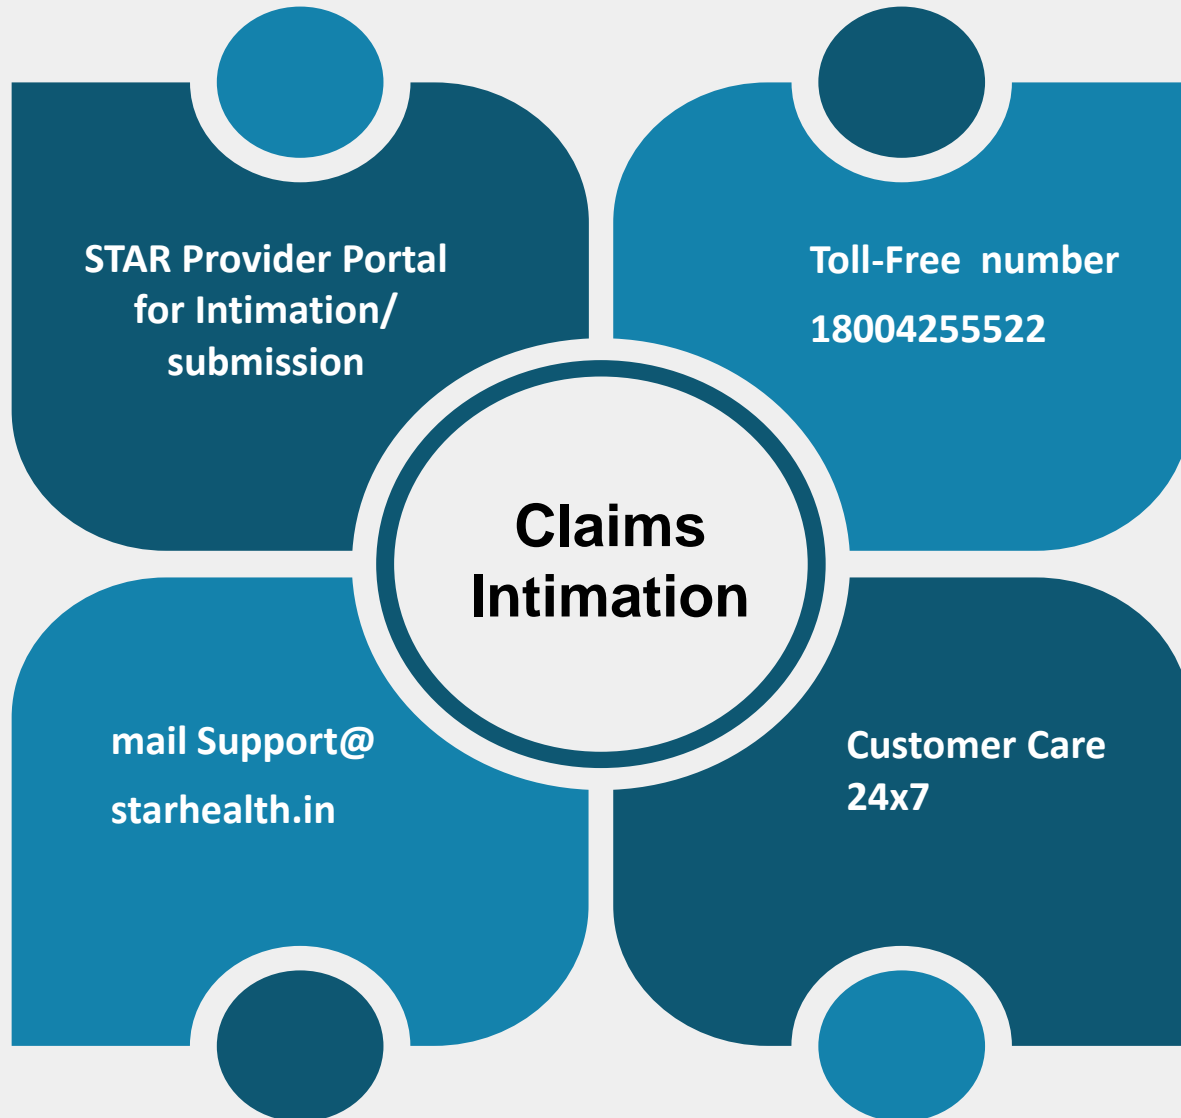 STAR Provider Portal
for Intimation/
submission
Toll-Free number
18004255522
Claims
Intimation
mail Support@
starhealth.in
Customer Care
24x7